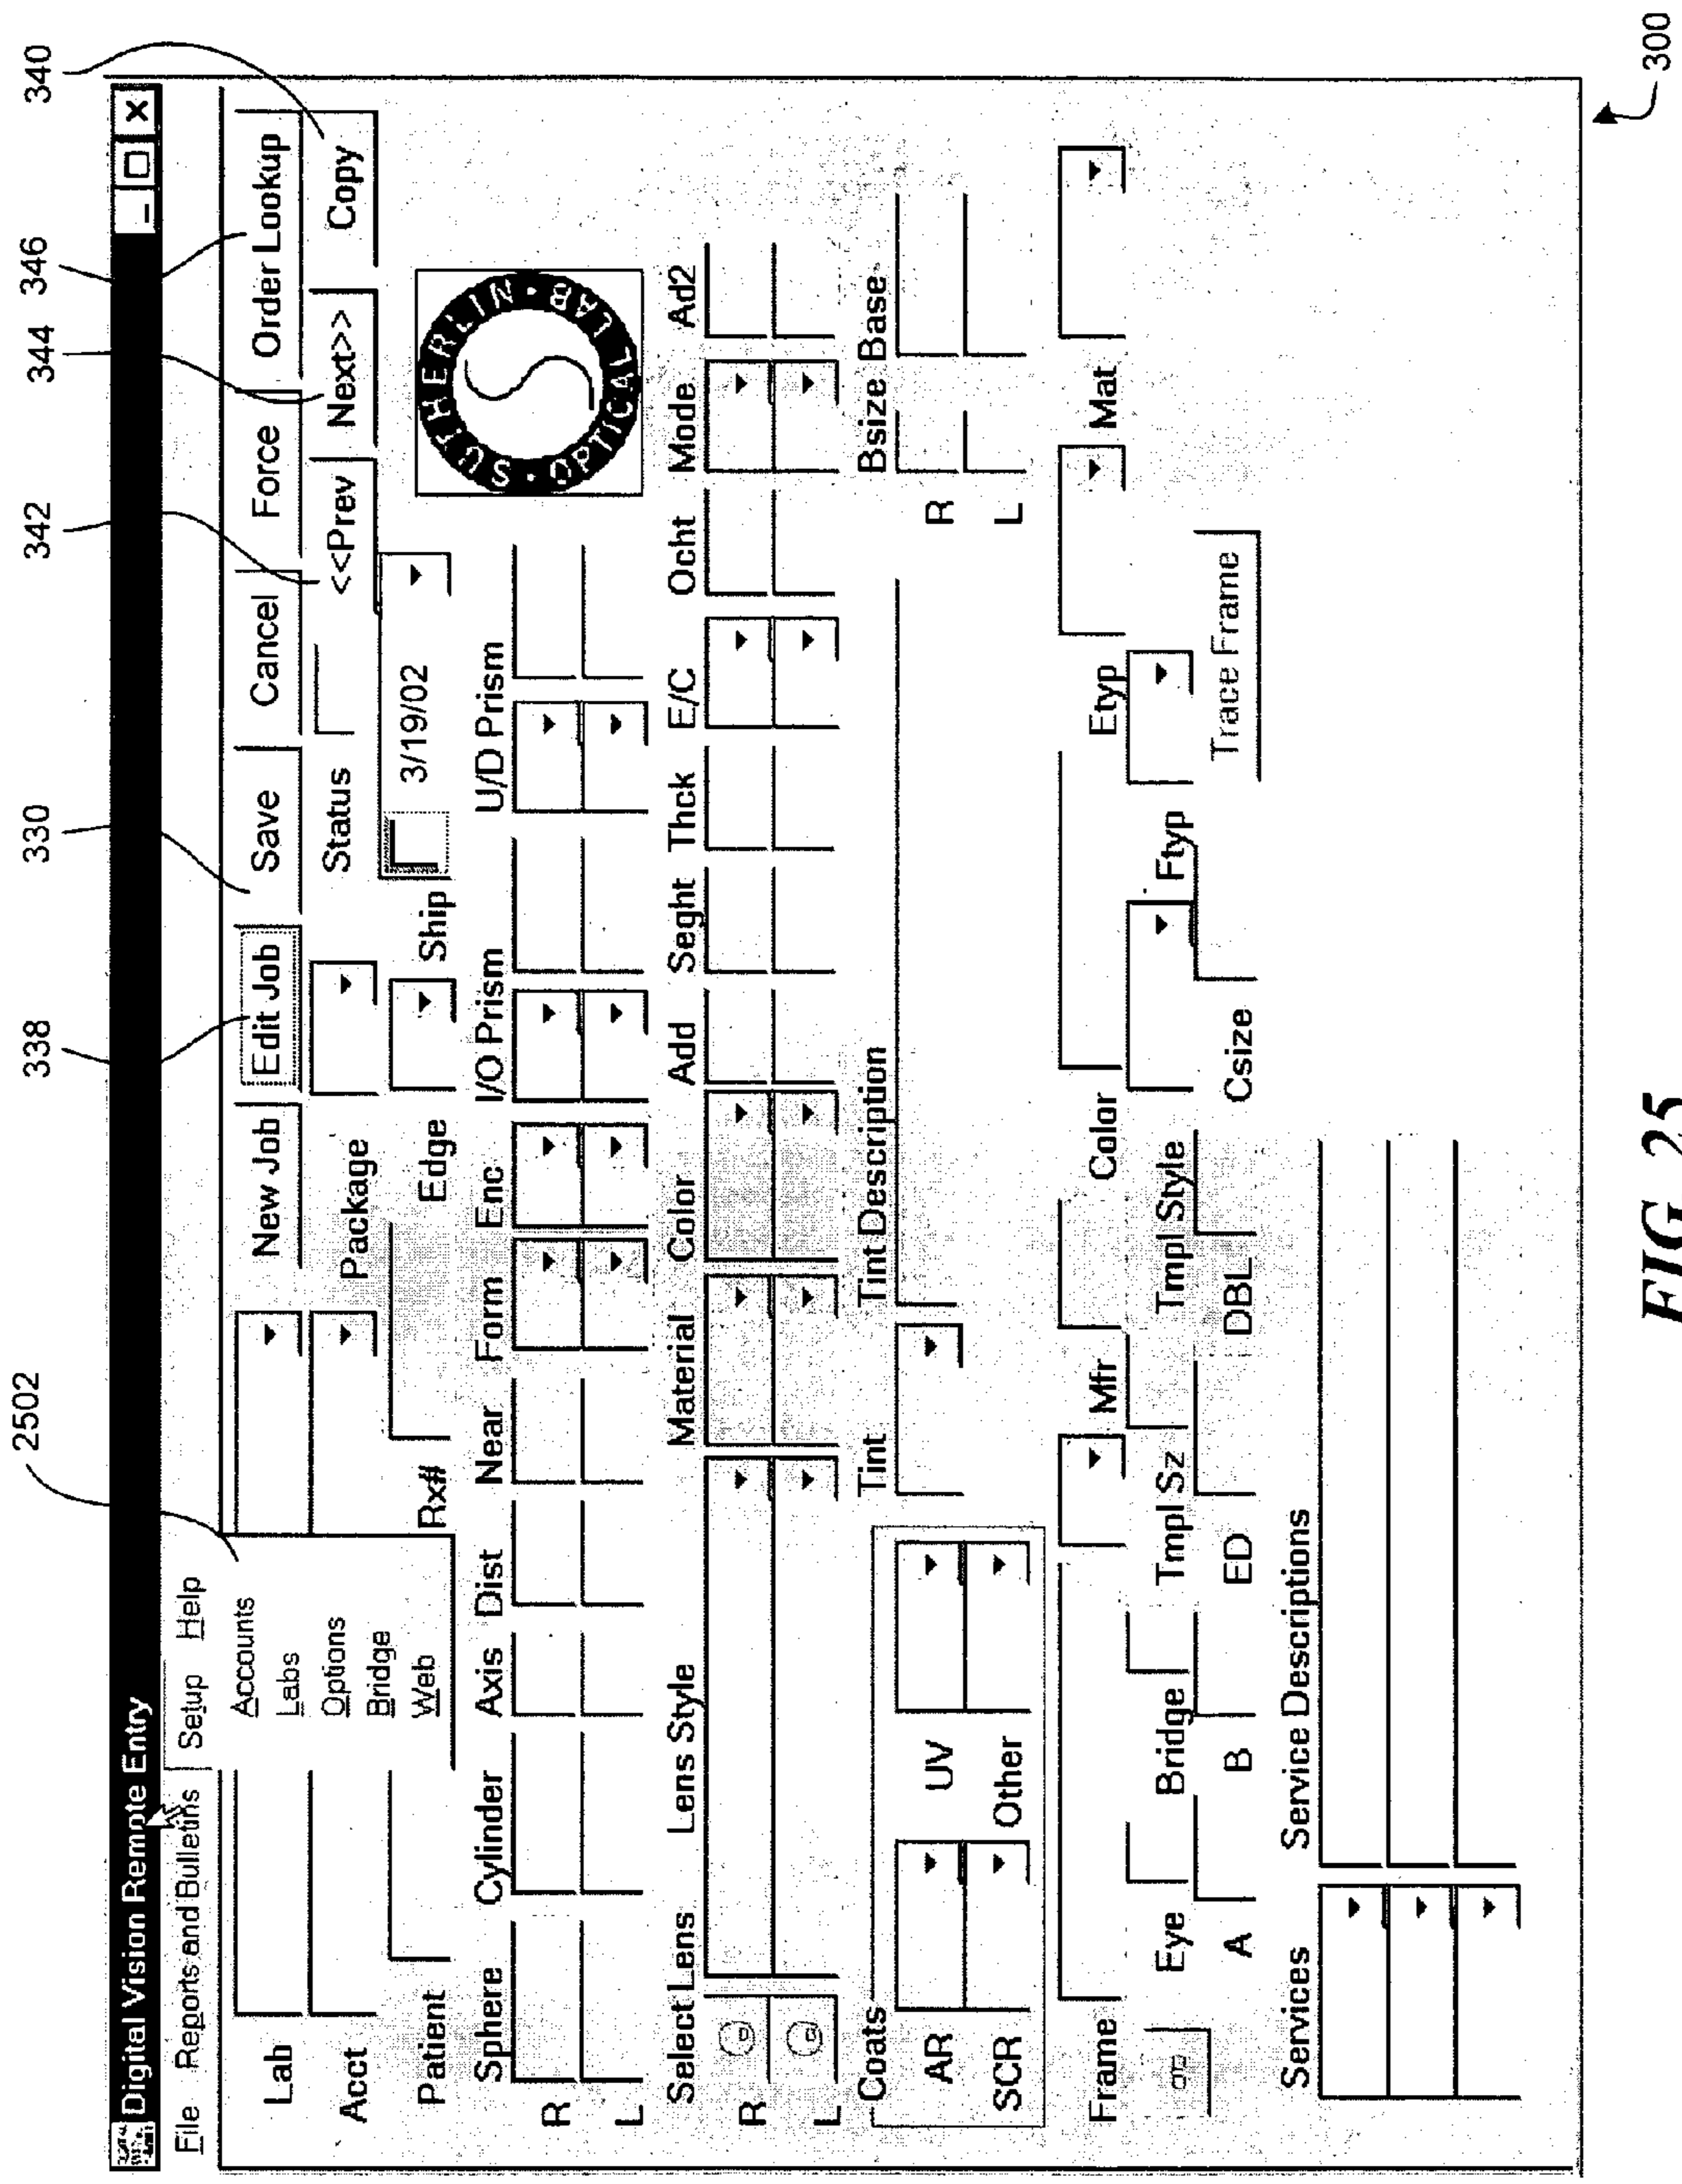 2502 338 330 342 344 346 340
Digital Vision Remote Entry
File Reports and Bulletins Setup Help
Accounts
Labs
Options
Bridge
Web
Lab New Job Edit Job Save Cancel Force Order Lookup
Acct Package Status <<Prev Next>> Copy
Patient Rx# Edge Ship 3/19/02
SUTHERLIN · OPTICAL LAB ·
Sphere Cylinder Axis Dist Near Form Enc I/O Prism U/D Prism
R
L
Select Lens Lens Style Material Color Add Seght Thck E/C Ocht Mode Ad2
R
L
Coats Tint Tint Description Bsize Base
AR UV R
SCR Other L
Frame Mfr Color Etyp Mat
Eye Bridge Tmpl Sz Tmpl Style Ftyp
A B ED DBL Csize Trace Frame
Services Service Descriptions
300
FIG. 25